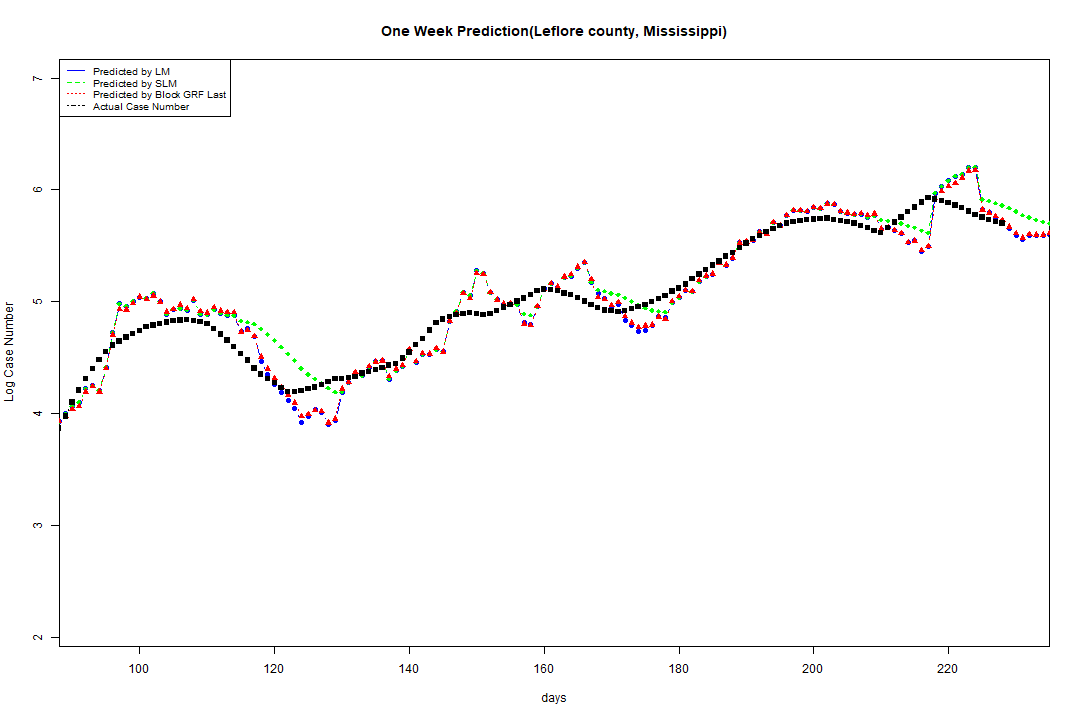 One Week Prediction(Leflore county, Mississippi)
Predicted by LM
Predicted by SLM
Predicted by Block GRF Last
Actual Case Number
7
6
5
4
3
2
Log Case Number
100 120 140 160 180 200 220
days